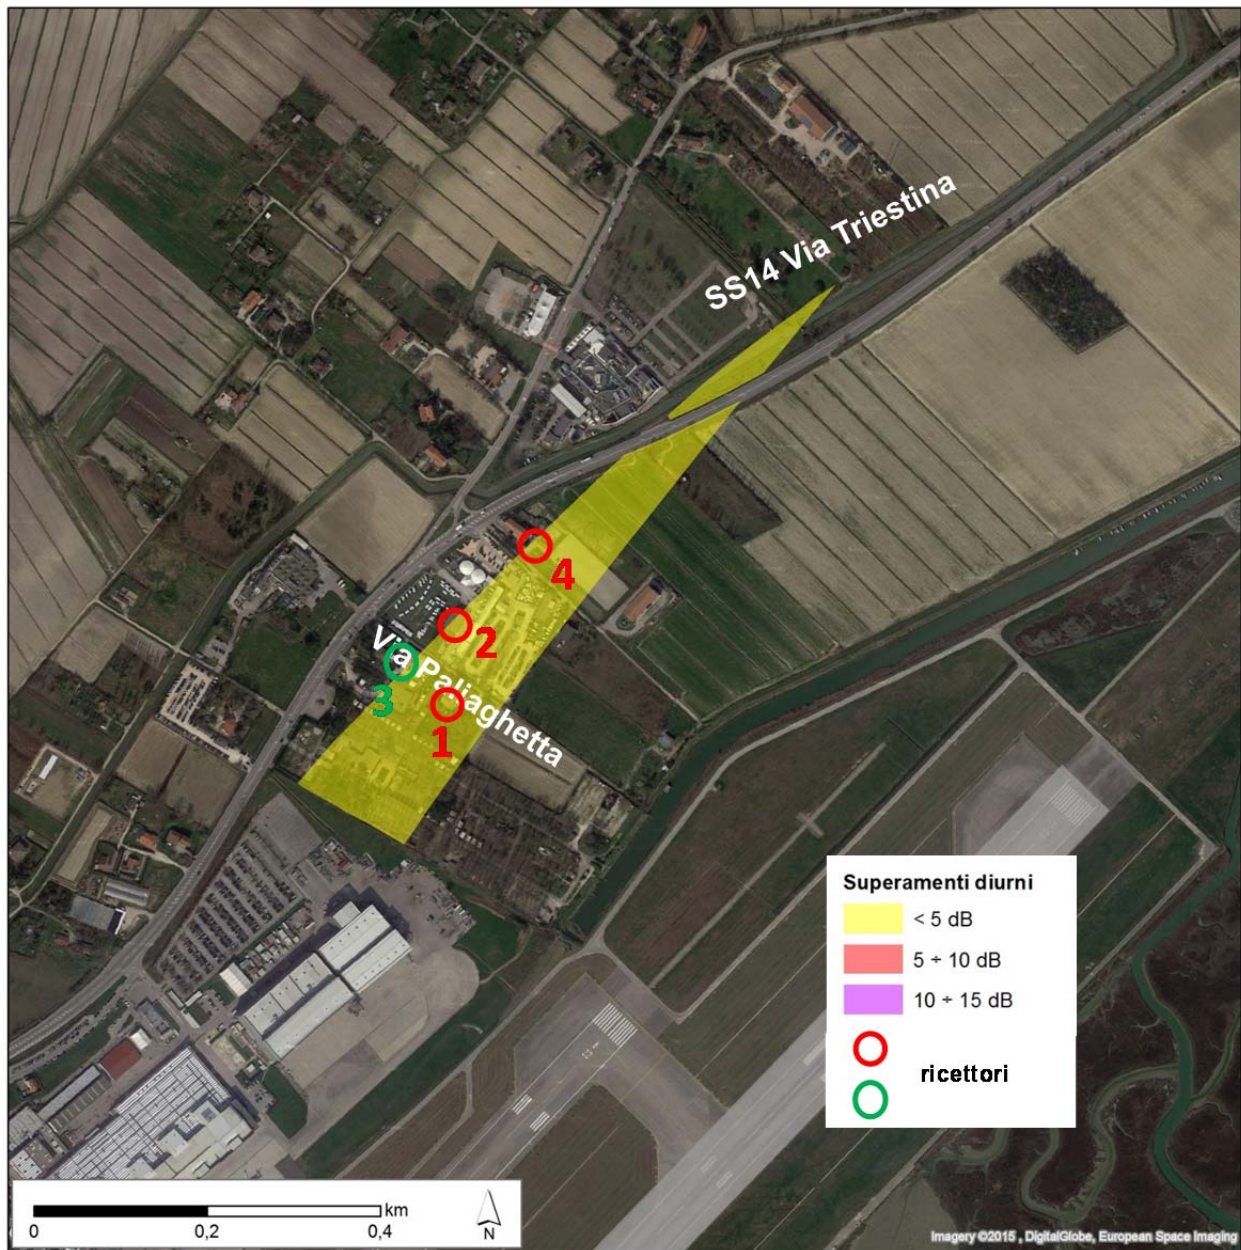 SS14 Via Triestina
4
2
Via Paliaghetta
3
1
Superamenti diurni
< 5 dB
5 ÷ 10 dB
10 ÷ 15 dB
ricettori
km
0
0,2
0,4
N
Imagery ©2015 , DigitalGlobe, European Space Imaging